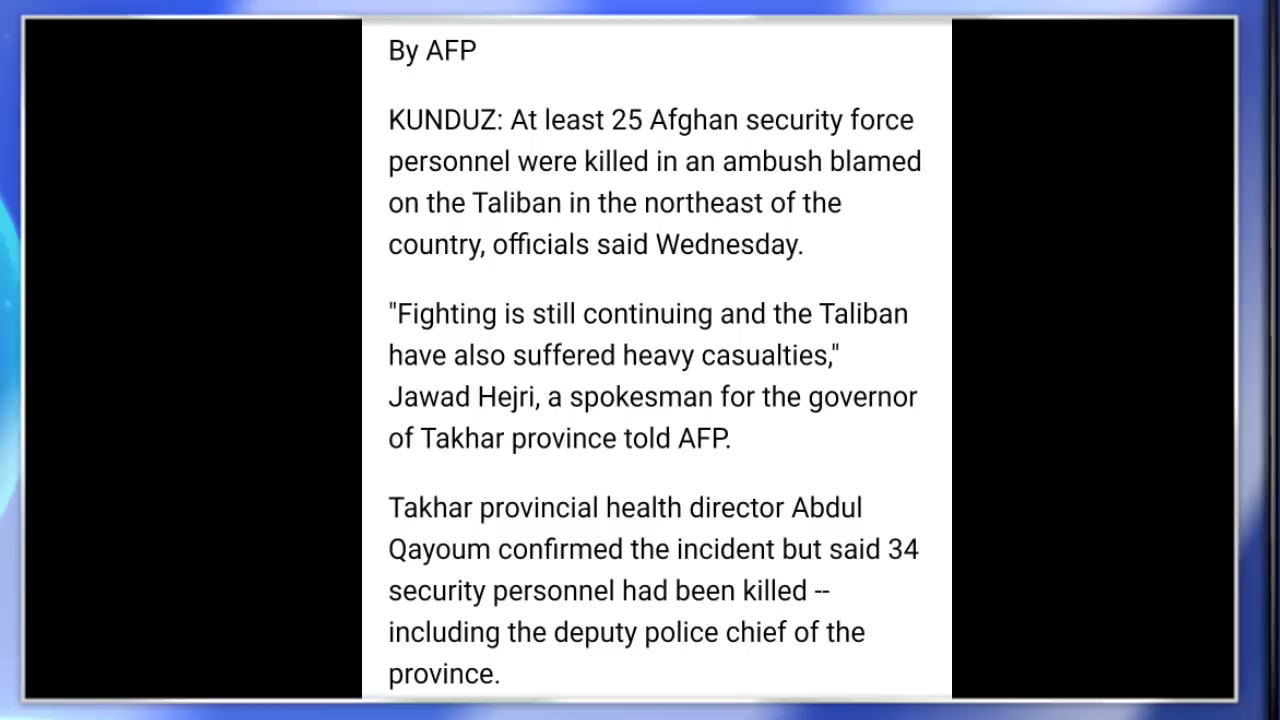 By AFP
KUNDUZ: At least 25 Afghan security force
personnel were killed in an ambush blamed
on the Taliban in the northeast of the
country, officials said Wednesday.
"Fighting is still continuing and the Taliban
have also suffered heavy casualties,"
Jawad Hejri, a spokesman for the governor
of Takhar province told AFP.
Takhar provincial health director Abdul
Qayoum confirmed the incident but said 34
security personnel had been killed --
including the deputy police chief of the
province.